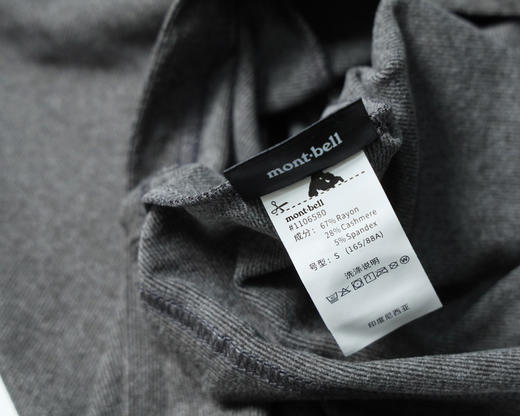 mont·bell
mont·bell
#1106580
成分： 67% Rayon
28% Cashmere
5% Spandex
号型：S (165/88A)
洗涤说明
印度尼西亚